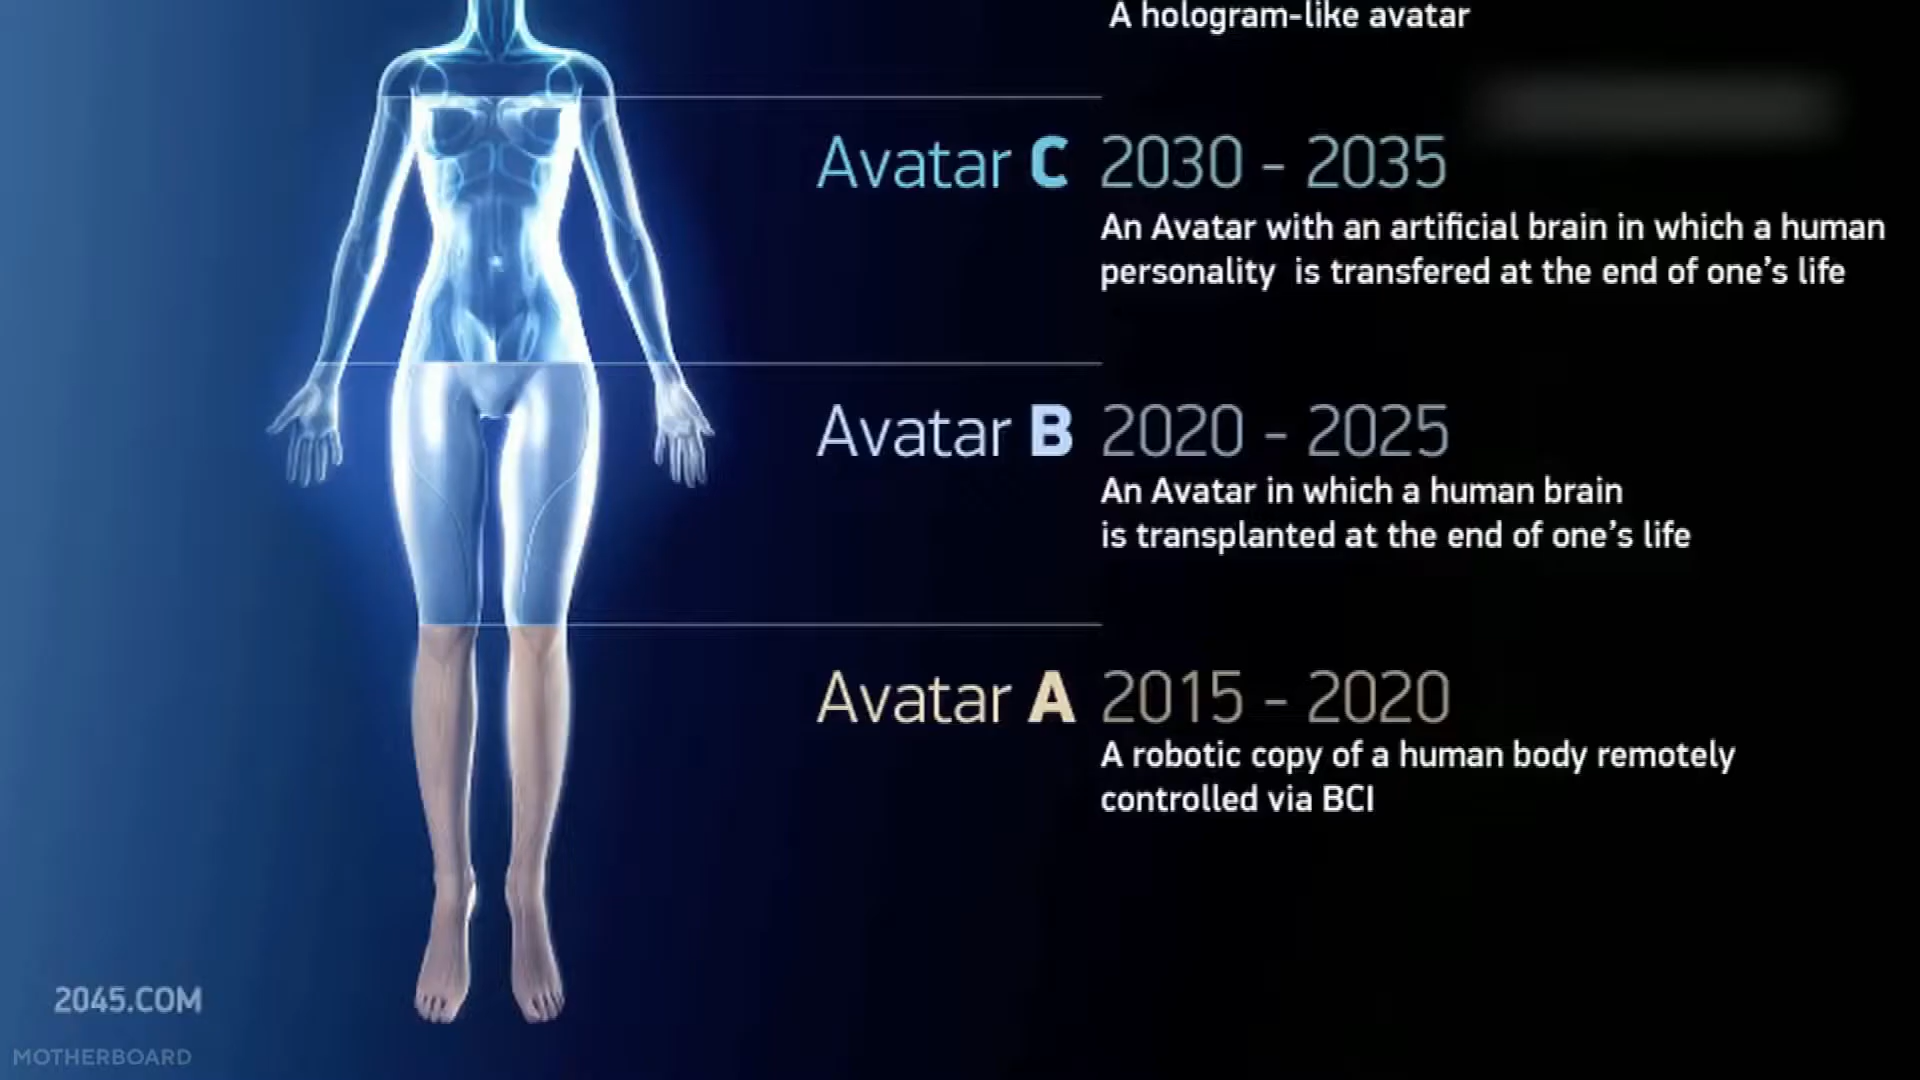 A hologram-like avatar
Avatar C 2030 - 2035
An Avatar with an artificial brain in which a human
personality is transfered at the end of one's life
Avatar B 2020 - 2025
An Avatar in which a human brain
is transplanted at the end of one's life
Avatar A 2015 - 2020
A robotic copy of a human body remotely
controlled via BCI
2045.COM
MOTHERBOARD